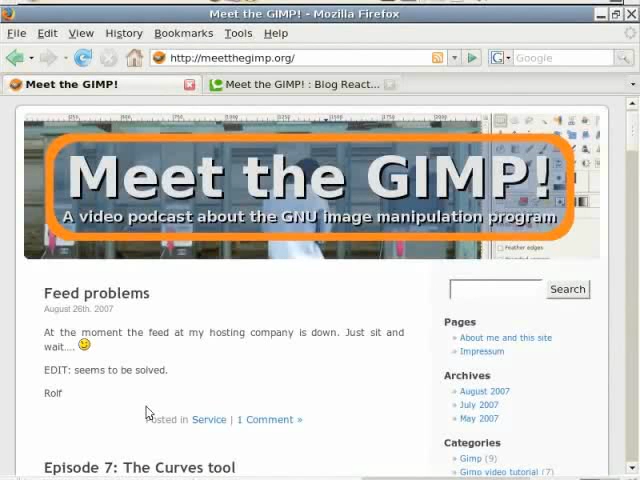 Meet the GIMP! - Mozilla Firefox
File Edit View History Bookmarks Tools Help
http://meetthegimp.org/
Google
Meet the GIMP!
Meet the GIMP! : Blog React...
Meet the GIMP!
A video podcast about the GNU image manipulation program
Feather edges
Feed problems
August 26th, 2007
At the moment the feed at my hosting company is down. Just sit and
wait....
EDIT: seems to be solved.
Rolf
Posted in Service | 1 Comment »
Episode 7: The Curves tool
Search
Pages
» About me and this site
» Impressum
Archives
» August 2007
» July 2007
» May 2007
Categories
» Gimp (9)
» Gimp video tutorial (7)